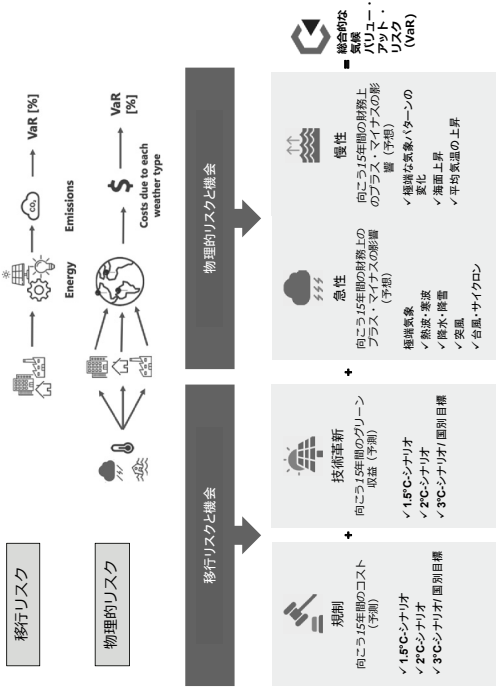 移行リスク
Energy
Emissions
VaR [%]
物理的リスク
Costs due to each
weather type
VaR
[%]
移行リスクと機会
物理的リスクと機会
規制
向こう15年間のコスト
(予測)
✓1.5°C-シナリオ
✓2°C-シナリオ
✓3°C-シナリオ/国別目標
+
技術革新
向こう15年間のグリーン
収益(予測)
✓1.5°C-シナリオ
✓2°C-シナリオ
✓3°C-シナリオ/国別目標
+
急性
向こう15年間の財務上の
プラス・マイナスの影響
(予想)
極端気象
✓熱波・寒波
✓降水・降雪
✓突風
✓台風・サイクロン
慢性
向こう15年間の財務上
のプラス・マイナスの影
響(予想)
✓極端な気象パターンの
変化
✓海面上昇
✓平均気温の上昇
=
総合的な
気候
バリュー・
アット・
リスク
(VaR)
CO₂
$